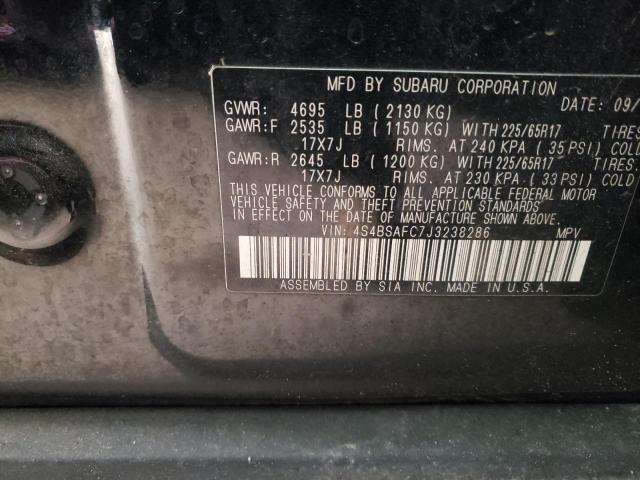 MFD BY SUBARU CORPORATION
DATE: 09/
GVWR: 4695 LB ( 2130 KG)
GAWR:F 2535 LB ( 1150 KG) WITH 225/65R17 TIRES
17X7J RIMS. AT 240 KPA ( 35 PSI) COLD
GAWR:R 2645 LB ( 1200 KG) WITH 225/65R17 TIRES
17X7J RIMS. AT 230 KPA ( 33 PSI) COLD
THIS VEHICLE CONFORMS TO ALL APPLICABLE FEDERAL MOTOR
VEHICLE SAFETY AND THEFT PREVENTION STANDARDS
IN EFFECT ON THE DATE OF MANUFACTURE SHOWN ABOVE.
VIN: 4S4BSAFC7J3238286 MPV
ASSEMBLED BY SIA INC. MADE IN U.S.A.